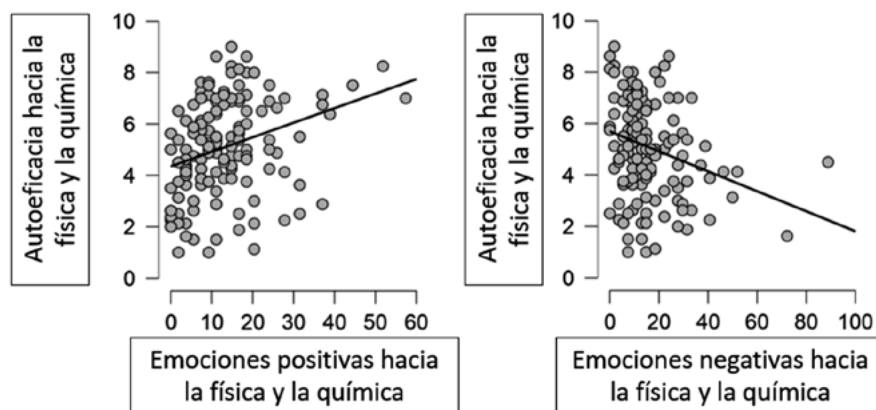 Autoeficacia hacia la
física y la química
10
8
6
4
2
0
0 10 20 30 40 50 60
Emociones positivas hacia
la física y la química
Autoeficacia hacia la
física y la química
10
8
6
4
2
0
0 20 40 60 80 100
Emociones negativas hacia
la física y la química